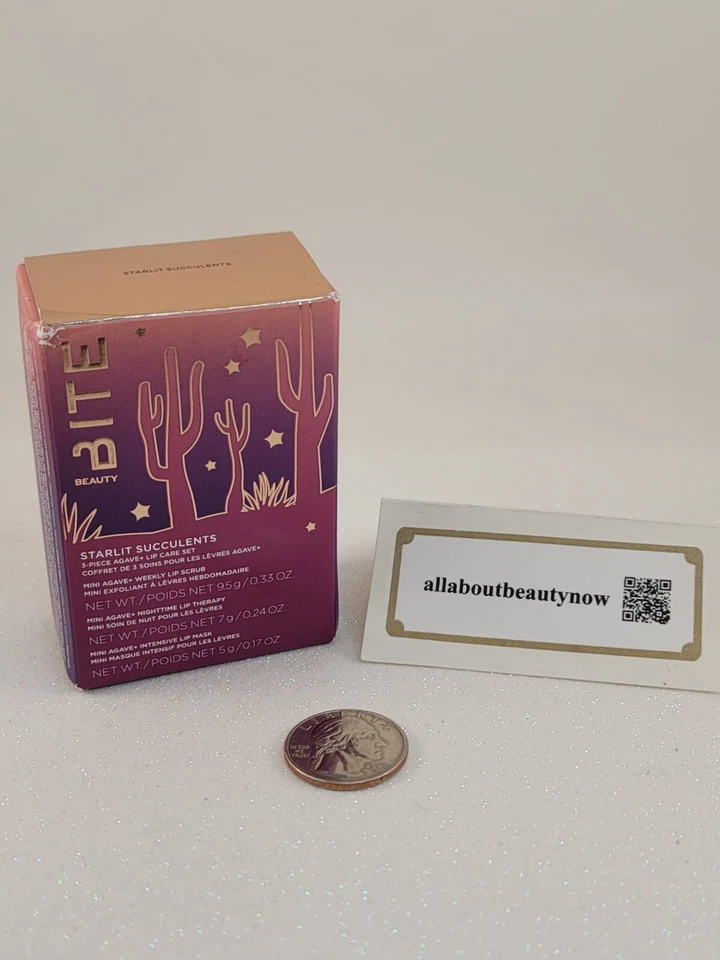 STARLIT SUCCULENTS
BITE
BEAUTY
STARLIT SUCCULENTS
3-PIECE AGAVE+ LIP CARE SET
COFFRET DE 3 SOINS POUR LES LÈVRES AGAVE+
MINI AGAVE+ WEEKLY LIP SCRUB
MINI EXFOLIANT À LÈVRES HEBDOMADAIRE
NET WT./POIDS NET 9.5g/0.33 OZ.
MINI AGAVE+ NIGHTTIME LIP THERAPY
MINI SOIN DE NUIT POUR LES LÈVRES
NET WT./POIDS NET 7g/0.24 OZ.
MINI AGAVE+ INTENSIVE LIP MASK
MINI MASQUE INTENSIF POUR LES LÈVRES
NET WT./POIDS NET 5g/0.17 OZ.
allaboutbeautynow
LIBERTY
IN GOD
WE
TRUST